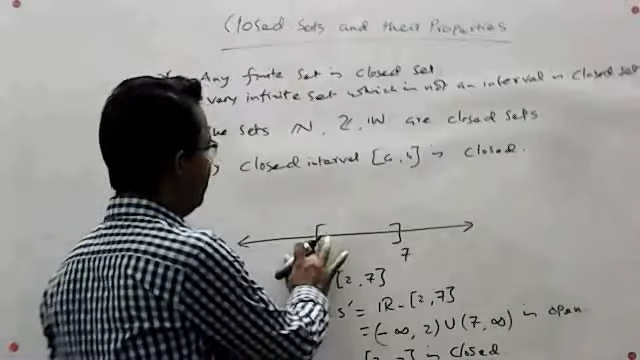 Closed Sets and their Properties
Any finite set is closed set.
every infinite set which is not an interval is closed set
sets ℕ, ℤ, W are closed sets.
closed interval [a, b] is closed.
7
[2, 7]
S' = ℝ - [2, 7]
= (-∞, 2) ∪ (7, ∞) is open
is closed